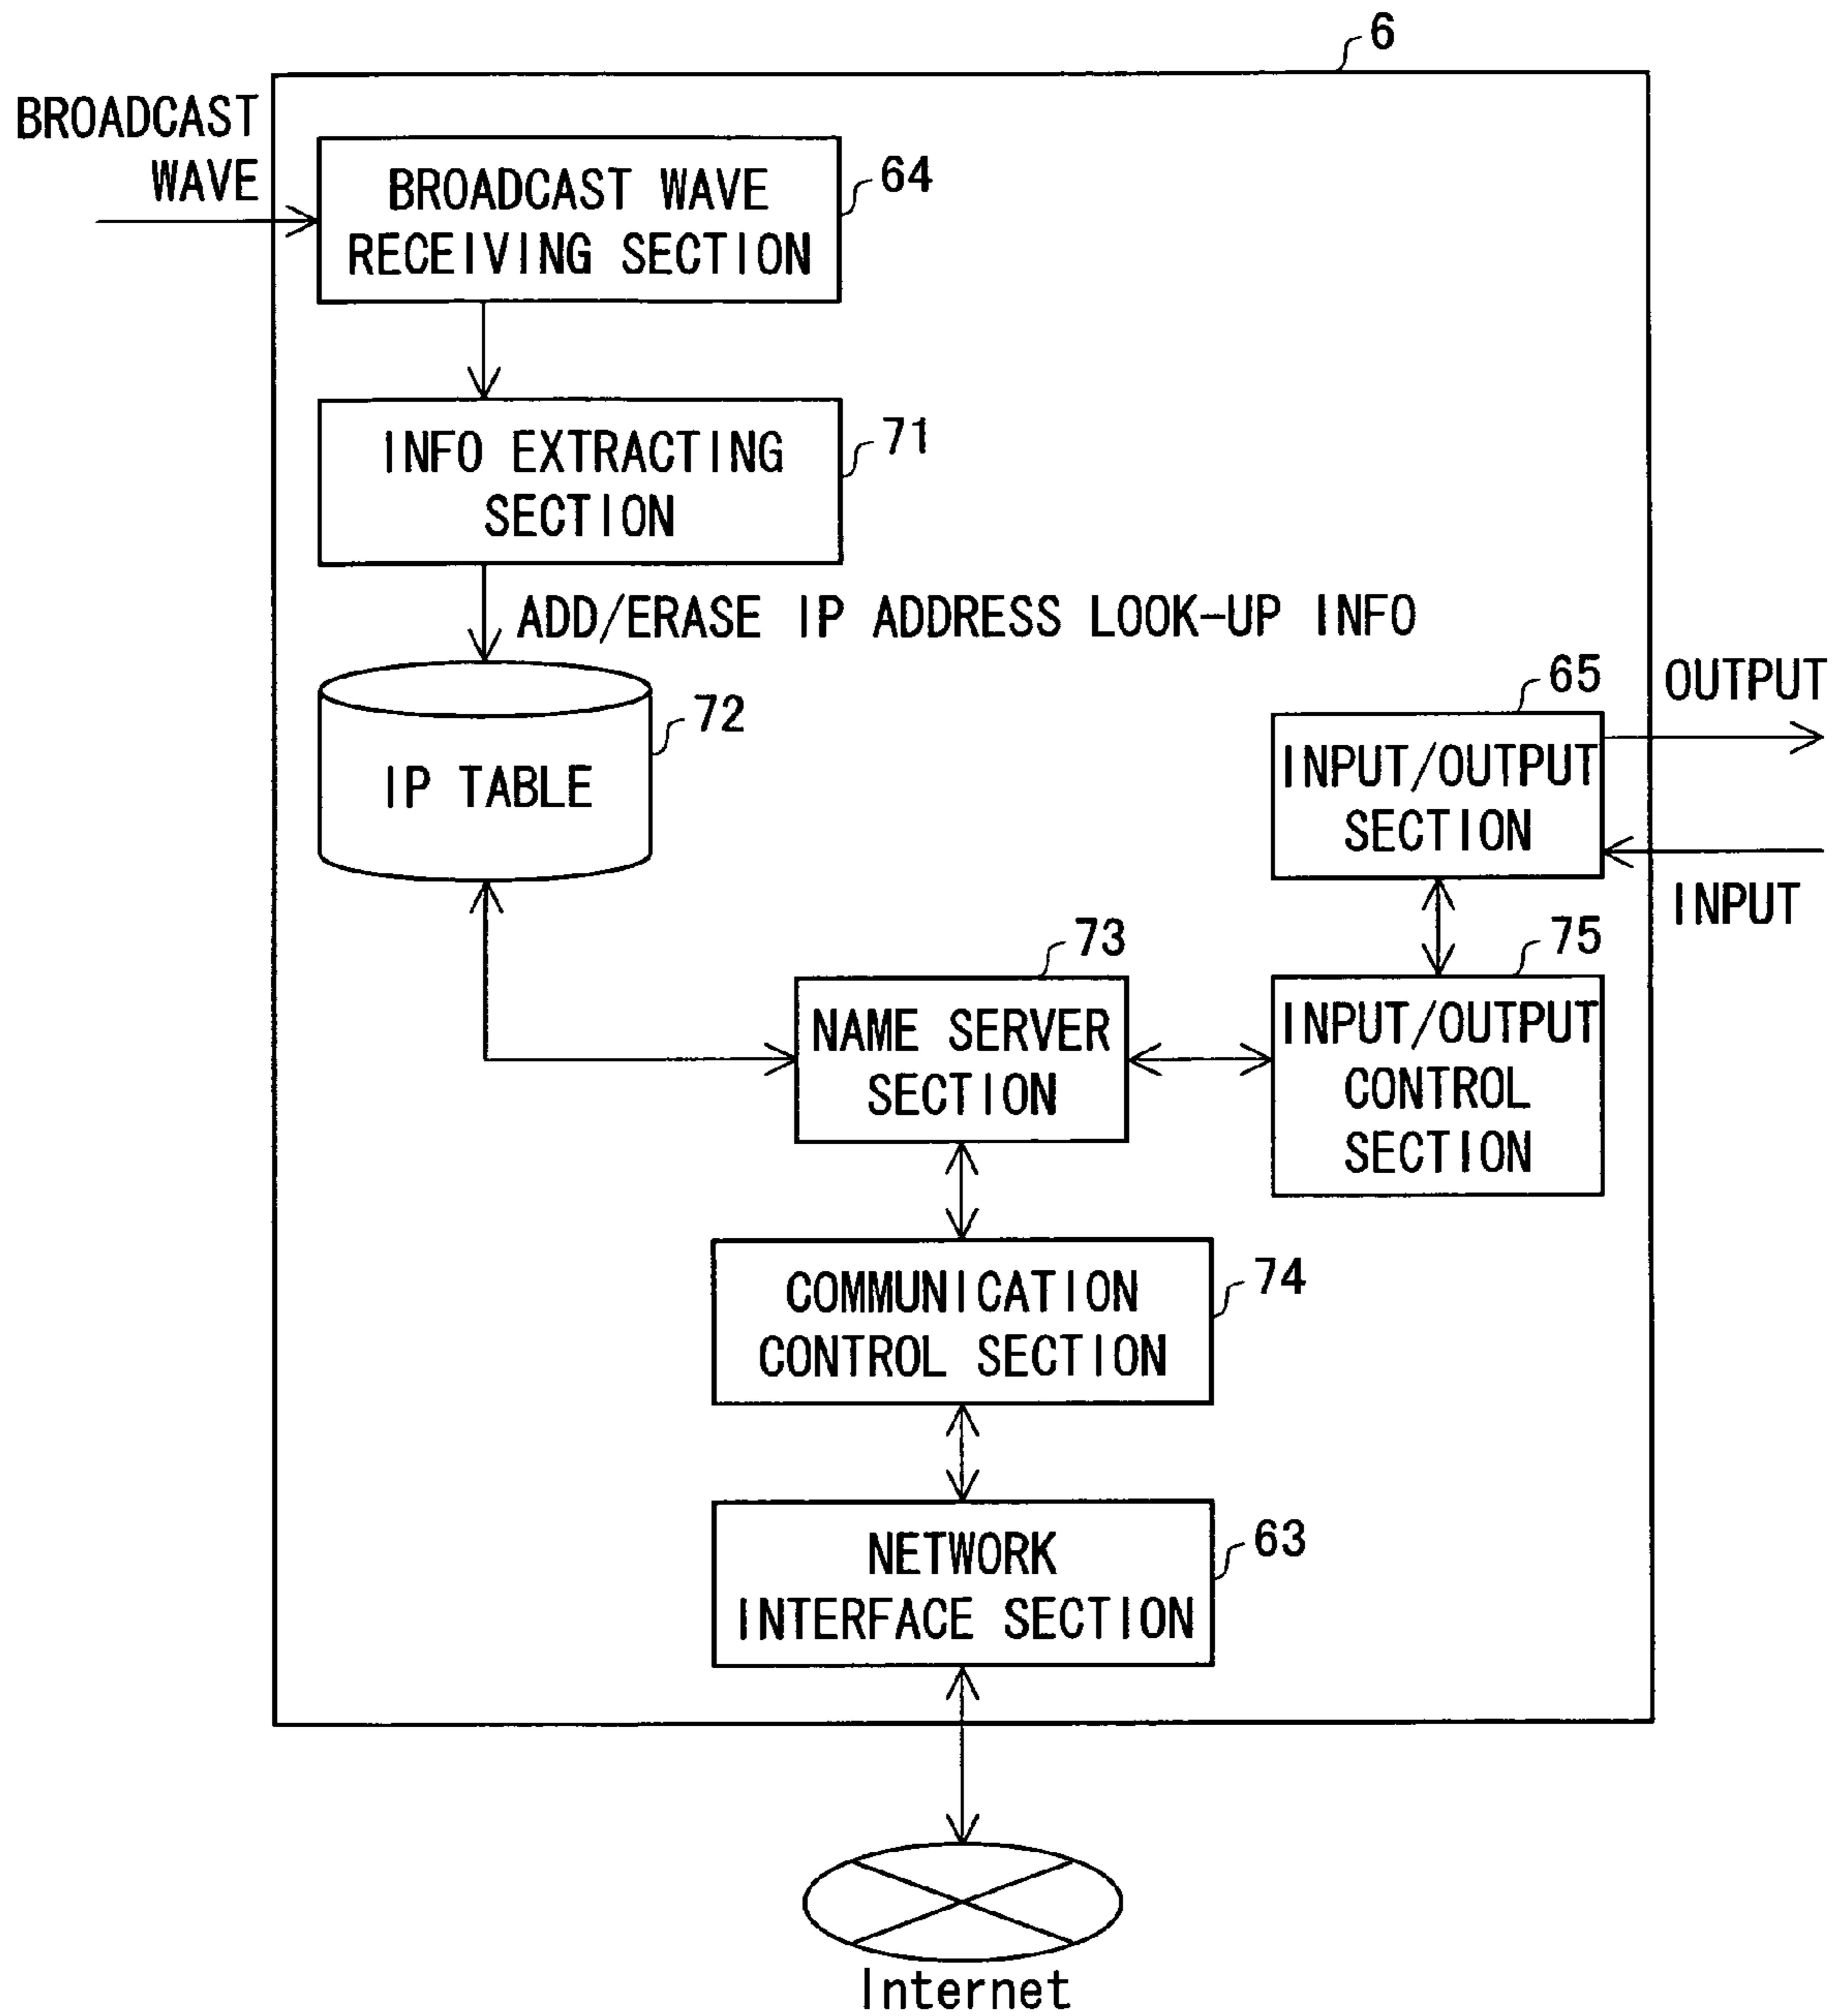 6
BROADCAST
WAVE
BROADCAST WAVE
RECEIVING SECTION
64
INFO EXTRACTING
SECTION
71
ADD/ERASE IP ADDRESS LOOK-UP INFO
IP TABLE
72
65
OUTPUT
INPUT/OUTPUT
SECTION
INPUT
73
75
NAME SERVER
SECTION
INPUT/OUTPUT
CONTROL
SECTION
COMMUNICATION
CONTROL SECTION
74
NETWORK
INTERFACE SECTION
63
Internet